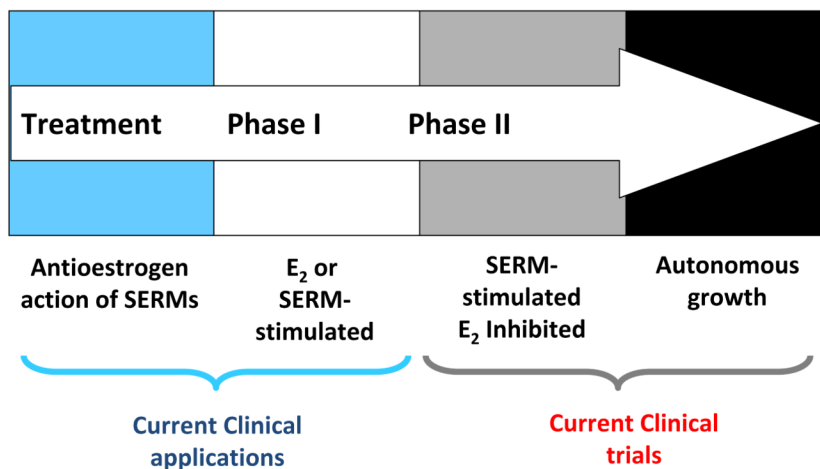 Treatment Phase I Phase II
Antioestrogen
action of SERMs
E₂ or
SERM-
stimulated
SERM-
stimulated
E₂ Inhibited
Autonomous
growth
Current Clinical
applications
Current Clinical
trials